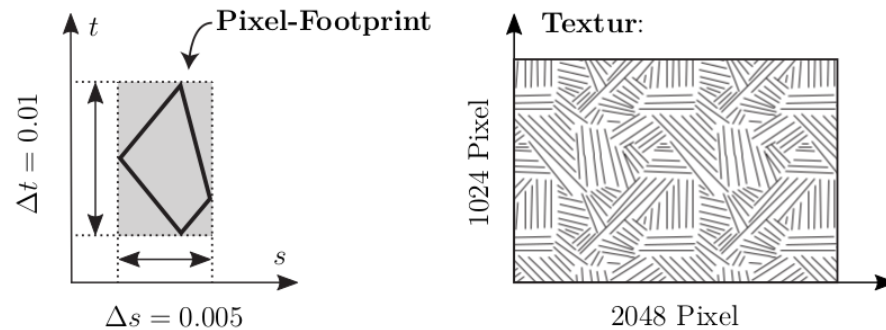 t
Pixel-Footprint
Δt = 0.01
s
Δs = 0.005
Textur:
1024 Pixel
2048 Pixel